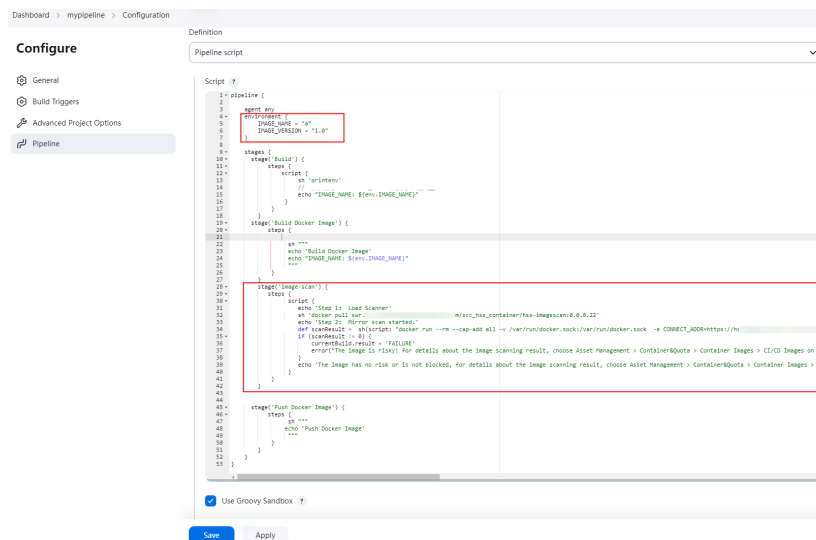 Dashboard > mypipeline > Configuration
Definition
Configure
Pipeline script
General
Build Triggers
Advanced Project Options
Pipeline
Script ?
1 pipeline {
2
3 agent any
4 environment {
5 IMAGE_NAME = "a"
6 IMAGE_VERSION = "1.0"
7 }
8
9 stages {
10 stage('Build') {
11 steps {
12 script {
13 sh 'printenv'
14 //
15 echo "IMAGE_NAME: ${env.IMAGE_NAME}"
16 }
17 }
18 }
19 stage('Build Docker Image') {
20 steps {
21
22 sh """
23 echo 'Build Docker Image'
24 echo "IMAGE_NAME: ${env.IMAGE_NAME}"
25 """
26 }
27 }
28 stage('image-scan') {
29 steps {
30 script {
31 echo 'Step 1: Load Scanner'
32 sh 'docker pull swr. m/scc_hss_container/hss-imagescan:0.0.8.22'
33 echo 'Step 2: Mirror scan started.'
34 def scanResult = sh(script: "docker run --rm --cap-add all -v /var/run/docker.sock:/var/run/docker.sock -e CONNECT_ADDR=https://h
35 if (scanResult != 0) {
36 currentBuild.result = 'FAILURE'
37 error("The image is risky! for details about the image scanning result, choose Asset Management > Container&Quota > Container Images > CI/CD Images on
38 }
39 echo 'The image has no risk or is not blocked, for details about the image scanning result, choose Asset Management > Container&Quota > Container Images >
40 }
41 }
42 }
43
44
45 stage('Push Docker Image') {
46 steps {
47 sh """
48 echo 'Push Docker Image'
49 """
50 }
51 }
52 }
53 }
Use Groovy Sandbox ?
Save
Apply